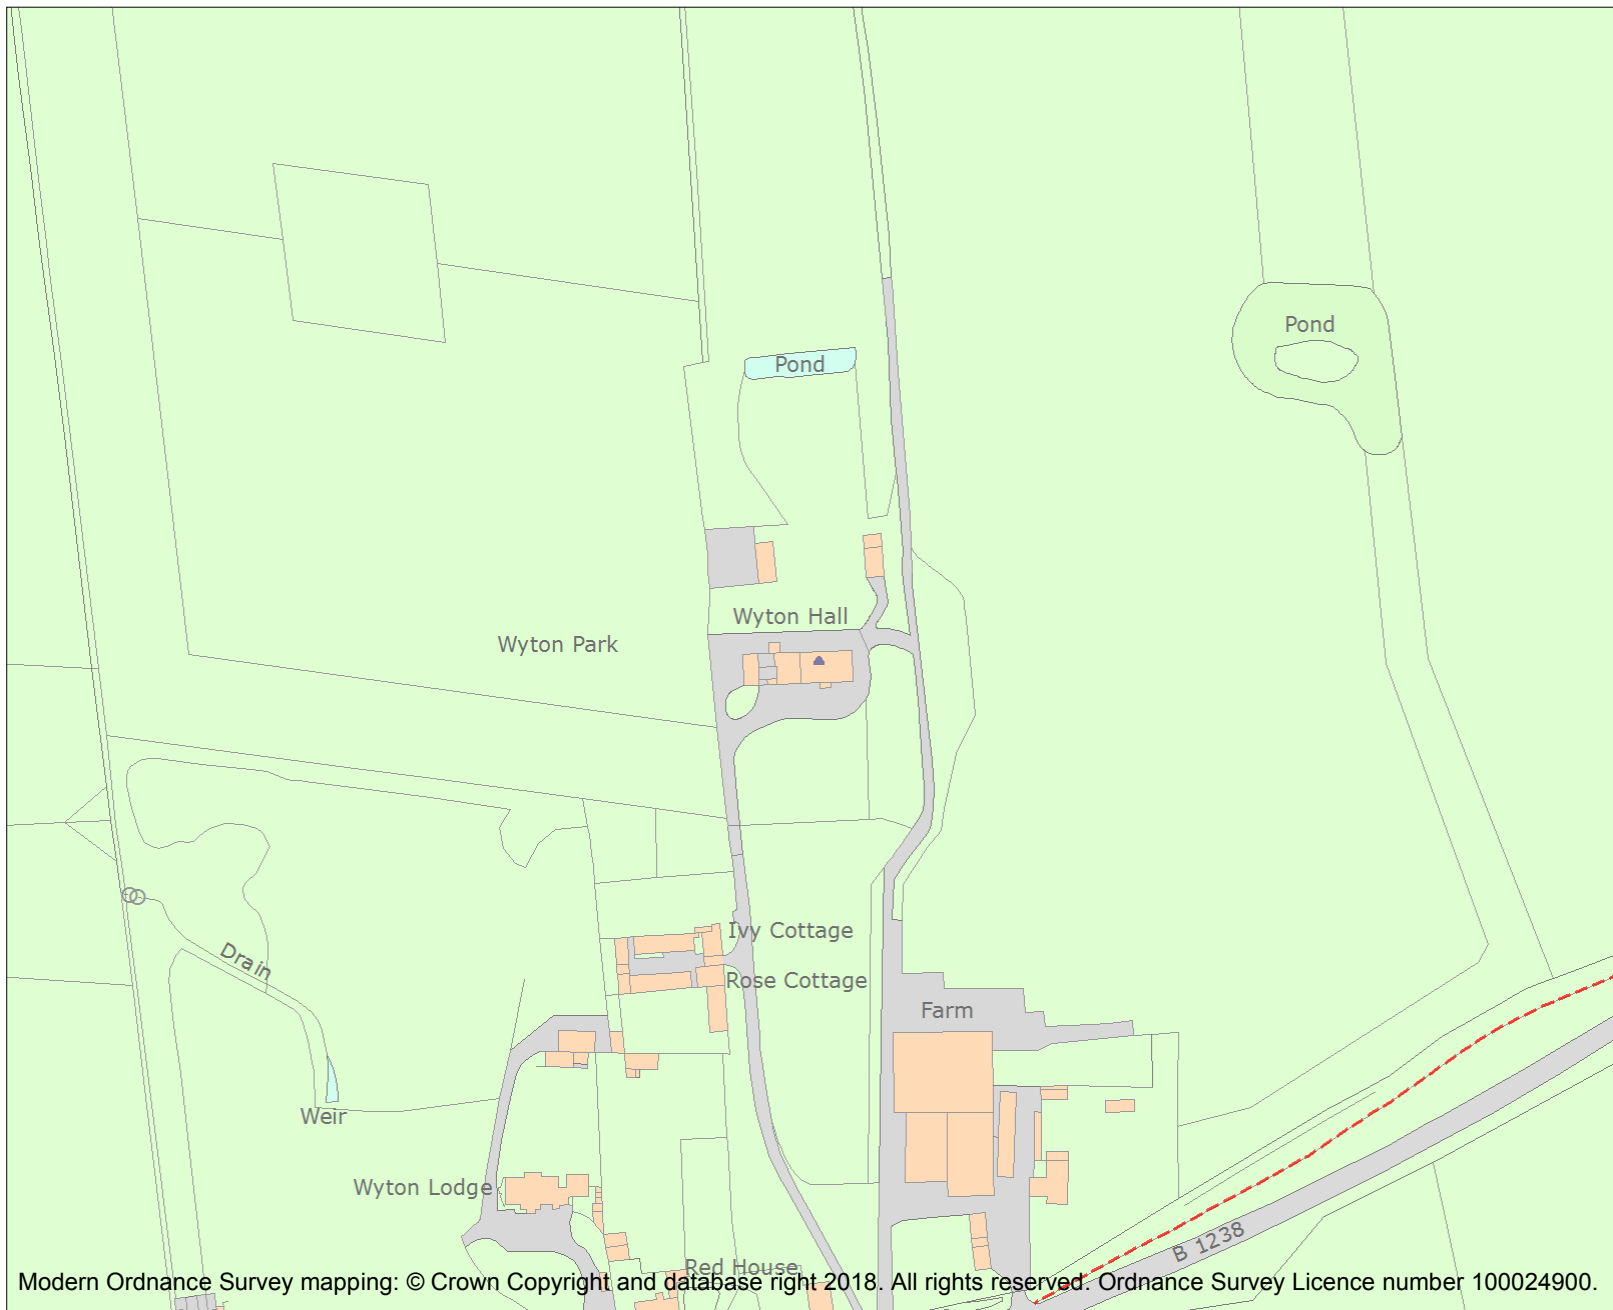 Pond
Pond
Wyton Hall
Wyton Park
Ivy Cottage
Drain
Rose Cottage
Farm
Weir
Wyton Lodge
B 1238
Red House
Modern Ordnance Survey mapping: © Crown Copyright and database right 2018. All rights reserved. Ordnance Survey Licence number 100024900.